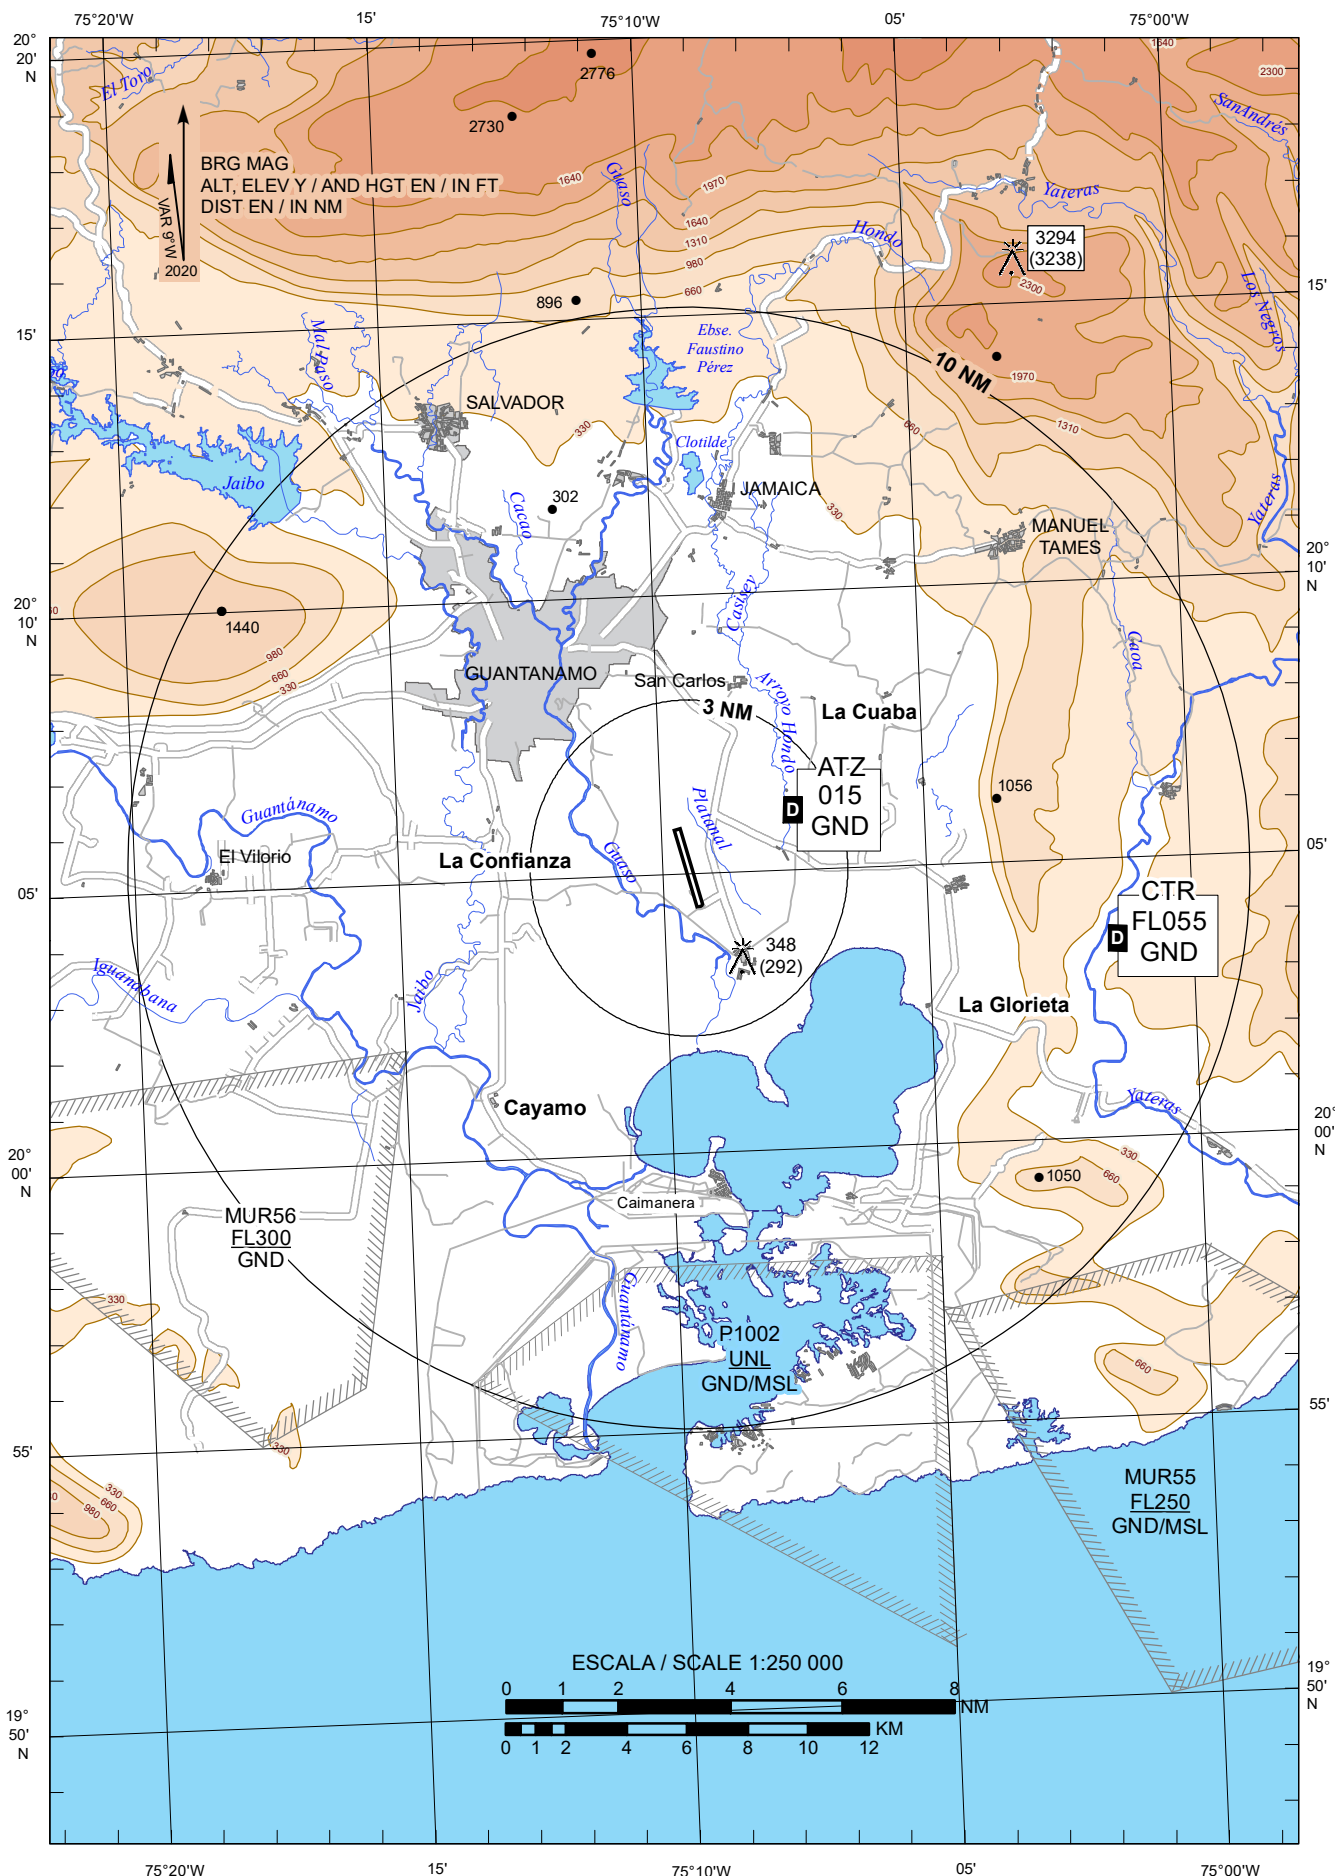 75°20'W
15'
75°10'W
05'
75°00'W
20°
20'
N
El Toro
2776
2730
1640
2300
SanAndrés
BRG MAG
ALT, ELEV Y / AND HGT EN / IN FT
DIST EN / IN NM
VAR 9°W
2020
1640
1970
1640
1310
980
660
Guaso
Yateras
Hondo
3294
(3238)
2300
Los Negros
15'
15'
896
Mal Paso
Ebse.
Faustino
Pérez
10 NM
1970
1310
660
SALVADOR
330
Clotilde
Jaibo
302
Cacao
JAMAICA
330
MANUEL
TAMES
Yateras
20°
10'
N
20°
10'
N
1440
980
660
330
Casisey
Caoa
GUANTANAMO
San Carlos
Arroyo Hondo
3 NM
La Cuaba
ATZ
015
GND
D
1056
Platanal
Guantánamo
El Vilorio
La Confianza
Guaso
05'
05'
CTR
FL055
GND
D
348
(292)
Iguanabana
Jaibo
La Glorieta
Cayamo
Yateras
20°
00'
N
20°
00'
N
330
660
1050
Caimanera
MUR56
FL300
GND
330
Guantánamo
P1002
UNL
GND/MSL
660
55'
55'
330
330
660
980
MUR55
FL250
GND/MSL
ESCALA / SCALE 1:250 000
0 1 2 4 6 8 NM
0 1 2 4 6 8 10 12 KM
19°
50'
N
19°
50'
N
75°20'W
15'
75°10'W
05'
75°00'W